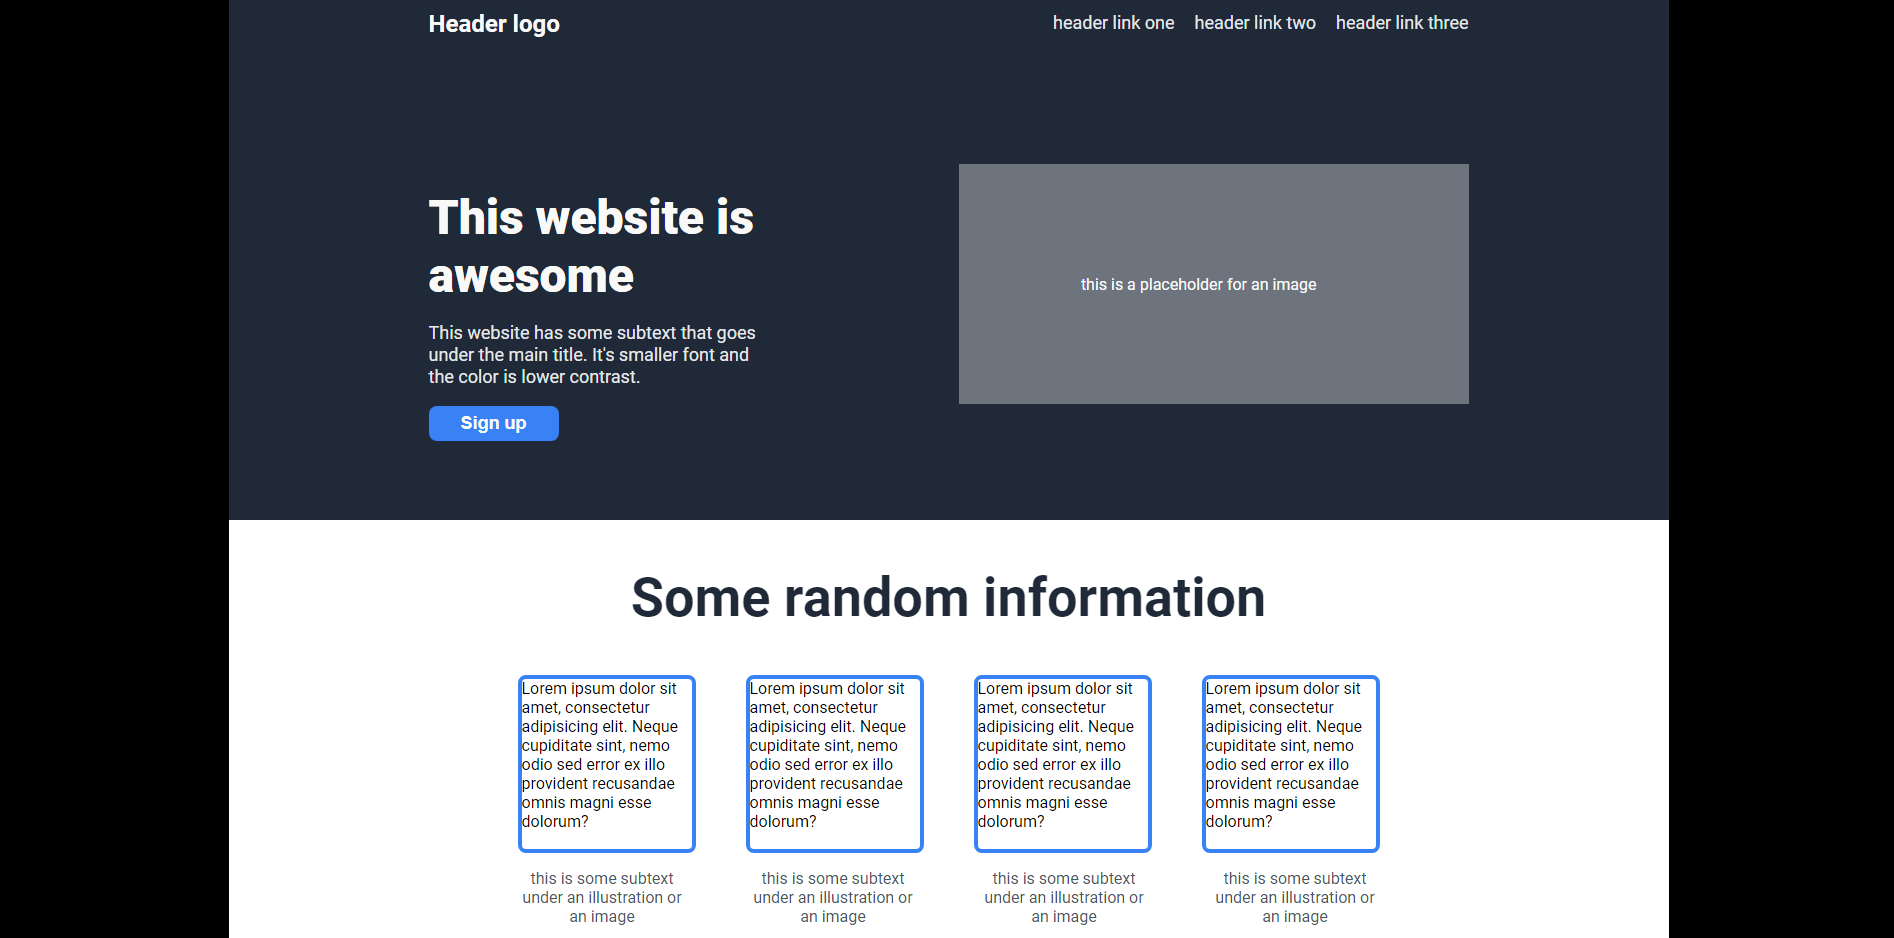 Header logo
header link one header link two header link three
This website is
awesome
This website has some subtext that goes
under the main title. It's smaller font and
the color is lower contrast.
Sign up
this is a placeholder for an image
Some random information
Lorem ipsum dolor sit
amet, consectetur
adipisicing elit. Neque
cupiditate sint, nemo
odio sed error ex illo
provident recusandae
omnis magni esse
dolorum?
Lorem ipsum dolor sit
amet, consectetur
adipisicing elit. Neque
cupiditate sint, nemo
odio sed error ex illo
provident recusandae
omnis magni esse
dolorum?
Lorem ipsum dolor sit
amet, consectetur
adipisicing elit. Neque
cupiditate sint, nemo
odio sed error ex illo
provident recusandae
omnis magni esse
dolorum?
Lorem ipsum dolor sit
amet, consectetur
adipisicing elit. Neque
cupiditate sint, nemo
odio sed error ex illo
provident recusandae
omnis magni esse
dolorum?
this is some subtext
under an illustration or
an image
this is some subtext
under an illustration or
an image
this is some subtext
under an illustration or
an image
this is some subtext
under an illustration or
an image